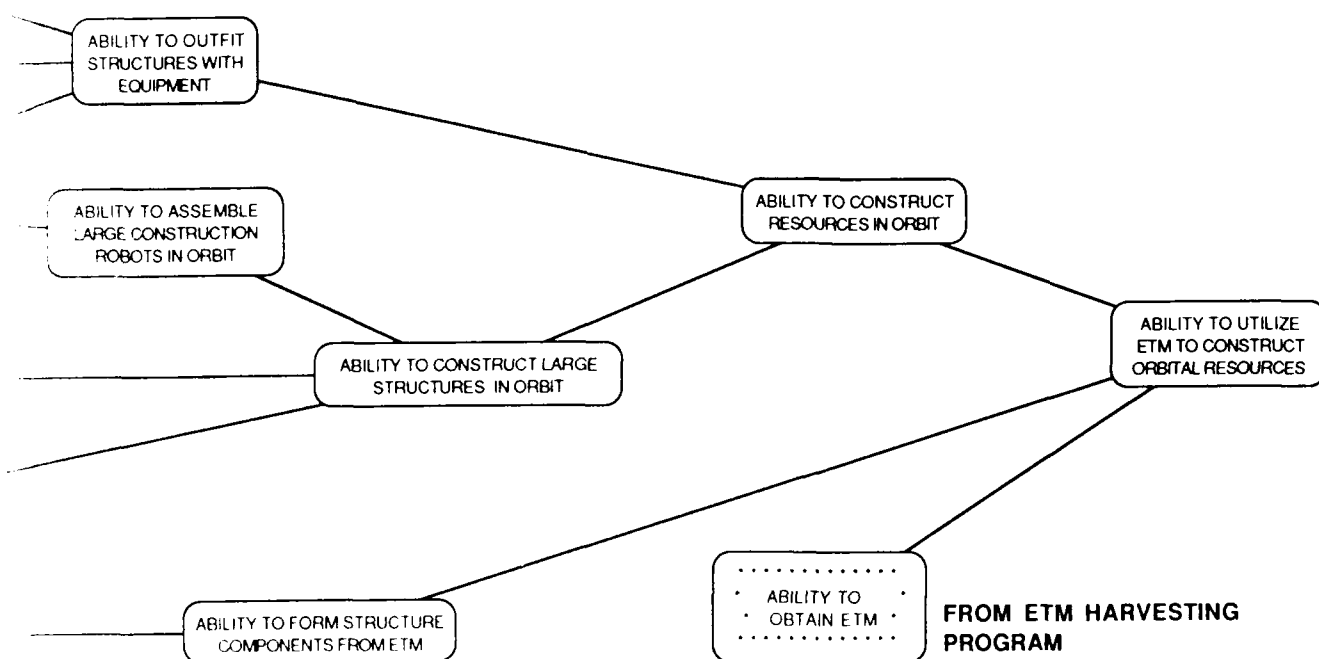 ABILITY TO OUTFIT
STRUCTURES WITH
EQUIPMENT
ABILITY TO ASSEMBLE
LARGE CONSTRUCTION
ROBOTS IN ORBIT
ABILITY TO CONSTRUCT
RESOURCES IN ORBIT
ABILITY TO UTILIZE
ETM TO CONSTRUCT
ORBITAL RESOURCES
ABILITY TO CONSTRUCT LARGE
STRUCTURES IN ORBIT
ABILITY TO FORM STRUCTURE
COMPONENTS FROM ETM
ABILITY TO
OBTAIN ETM
FROM ETM HARVESTING
PROGRAM